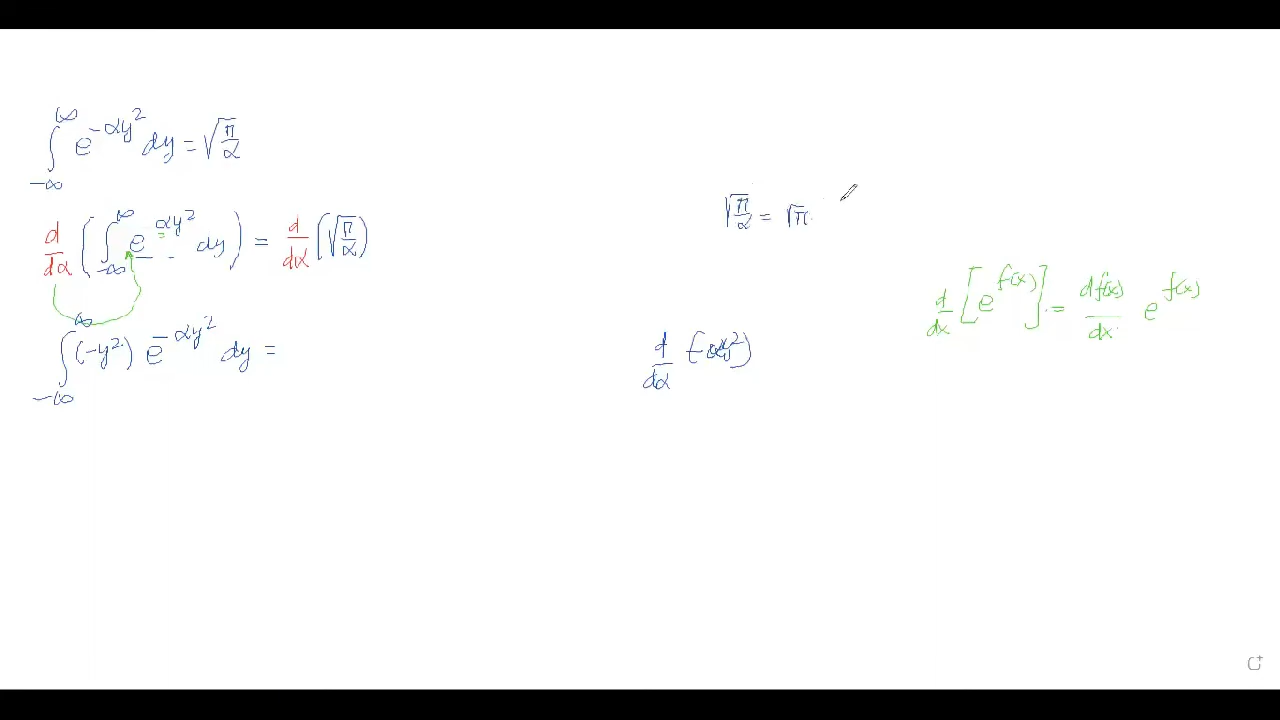 ∫_{-∞}^{∞} e^{-αy²} dy = √(π/α)
d/dα (∫_{-∞}^{∞} e^{αy²} dy) = d/dα (√(π/α))
∫_{-∞}^{∞} (-y²) e^{-αy²} dy =
√(π/α) = √π
d/dα (-αy²)
d/dx [e^{f(x)}] = df(x)/dx e^{f(x)}